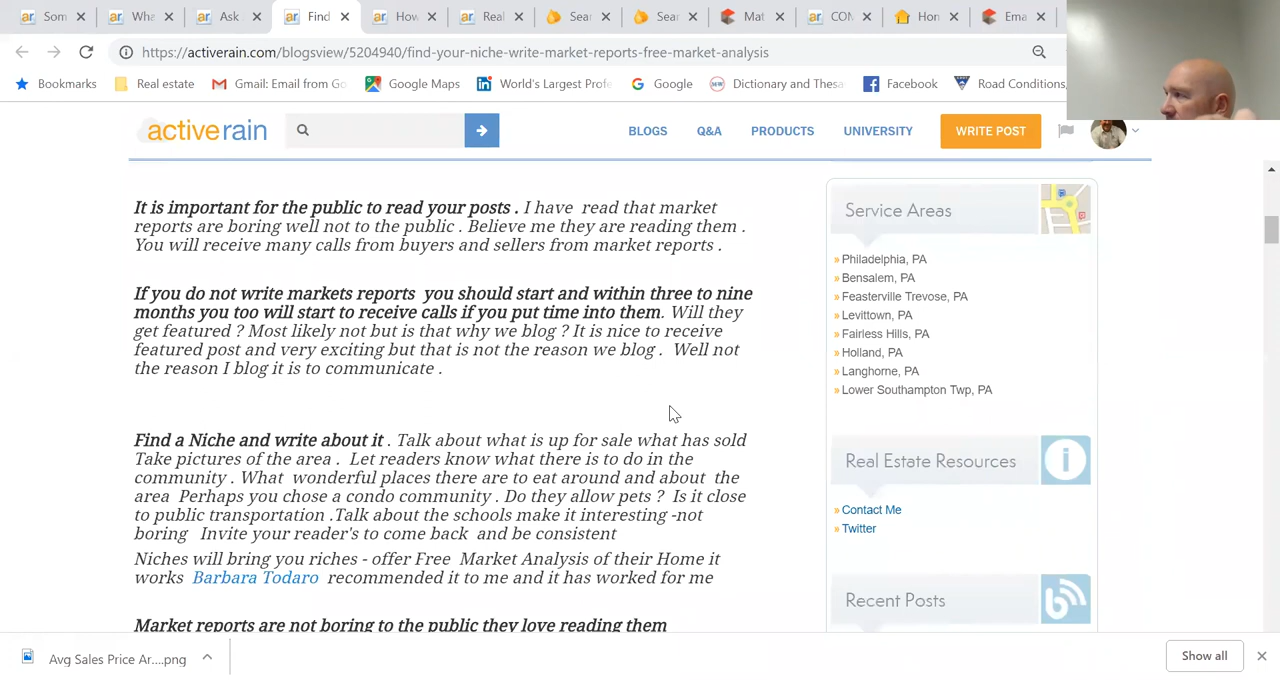 Som
Wha
Ask
Find
How
Real
Sear
Sear
Mat
CON
Hon
Ema
https://activerain.com/blogsview/5204940/find-your-niche-write-market-reports-free-market-analysis
Bookmarks
Real estate
Gmail: Email from Go
Google Maps
World's Largest Profe
Google
Dictionary and Thesa
Facebook
Road Conditions,
activerain
BLOGS
Q&A
PRODUCTS
UNIVERSITY
WRITE POST
It is important for the public to read your posts . I have read that market
reports are boring well not to the public . Believe me they are reading them .
You will receive many calls from buyers and sellers from market reports .
If you do not write markets reports you should start and within three to nine
months you too will start to receive calls if you put time into them. Will they
get featured ? Most likely not but is that why we blog ? It is nice to receive
featured post and very exciting but that is not the reason we blog . Well not
the reason I blog it is to communicate .
Find a Niche and write about it . Talk about what is up for sale what has sold
Take pictures of the area . Let readers know what there is to do in the
community . What wonderful places there are to eat around and about the
area Perhaps you chose a condo community . Do they allow pets ? Is it close
to public transportation .Talk about the schools make it interesting -not
boring Invite your reader's to come back and be consistent
Niches will bring you riches - offer Free Market Analysis of their Home it
works Barbara Todaro recommended it to me and it has worked for me
Market reports are not boring to the public they love reading them
Service Areas
» Philadelphia, PA
» Bensalem, PA
» Feasterville Trevose, PA
» Levittown, PA
» Fairless Hills, PA
» Holland, PA
» Langhorne, PA
» Lower Southampton Twp, PA
Real Estate Resources
» Contact Me
» Twitter
Recent Posts
Avg Sales Price Ar....png
Show all